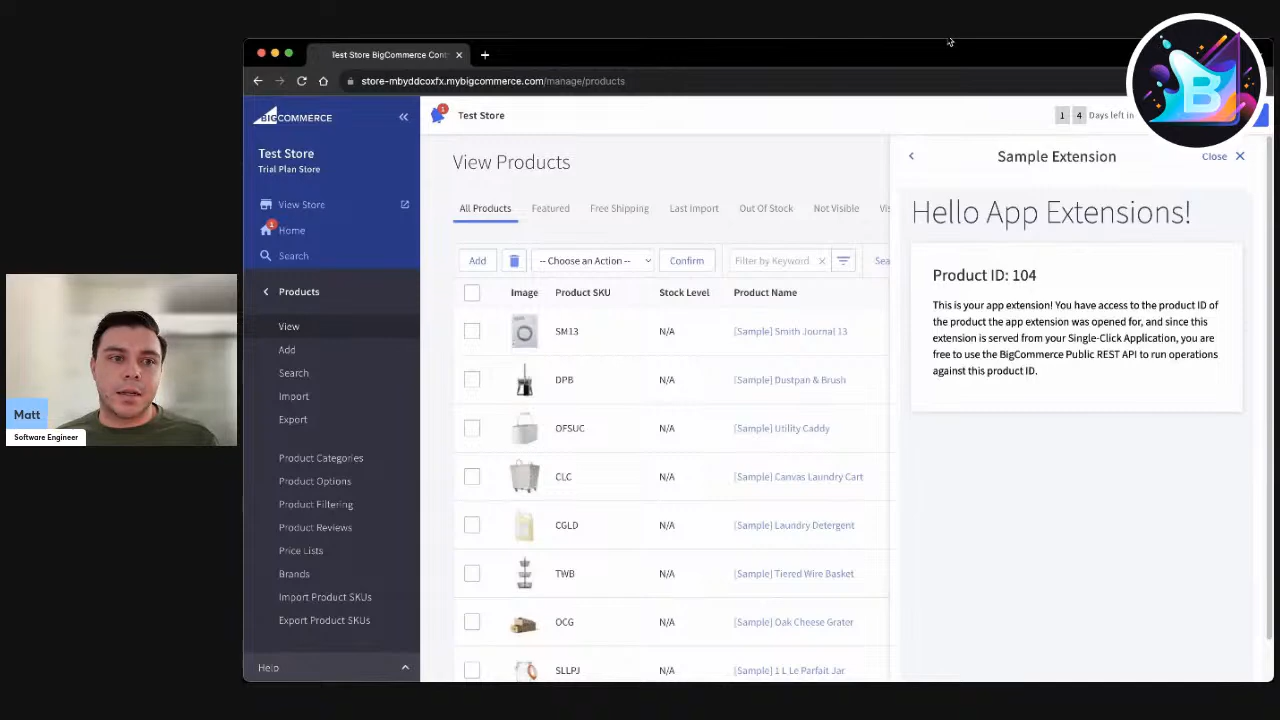 Test Store BigCommerce Cont
store-mbyddcoxfx.mybigcommerce.com/manage/products
BIGCOMMERCE
1
Test Store
1 4 Days left in
B
Test Store
Trial Plan Store
View Store
1
Home
Search
Products
View
Add
Search
Import
Export
Product Categories
Product Options
Product Filtering
Product Reviews
Price Lists
Brands
Import Product SKUs
Export Product SKUs
Help
View Products
All Products Featured Free Shipping Last Import Out Of Stock Not Visible Vis
Add -- Choose an Action -- Confirm Filter by Keyword Sea
Image Product SKU Stock Level Product Name
SM13 N/A [Sample] Smith Journal 13
DPB N/A [Sample] Dustpan & Brush
OFSUC N/A [Sample] Utility Caddy
CLC N/A [Sample] Canvas Laundry Cart
CGLD N/A [Sample] Laundry Detergent
TWB N/A [Sample] Tiered Wire Basket
OCG N/A [Sample] Oak Cheese Grater
SLLPJ N/A [Sample] 1 L Le Parfait Jar
Sample Extension
Close
Hello App Extensions!
Product ID: 104
This is your app extension! You have access to the product ID of
the product the app extension was opened for, and since this
extension is served from your Single-Click Application, you are
free to use the BigCommerce Public REST API to run operations
against this product ID.
Matt
Software Engineer